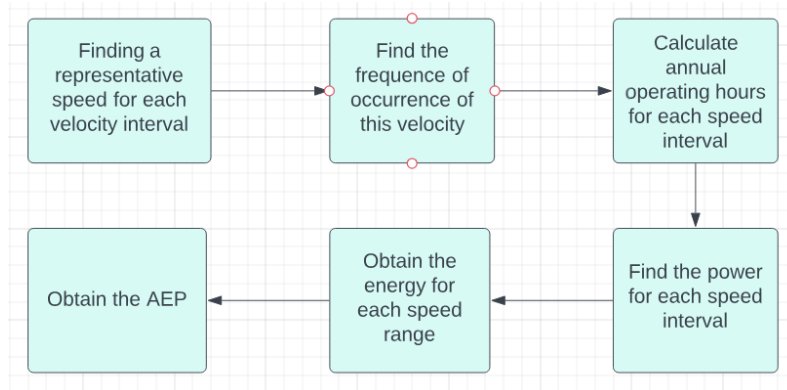 Finding a
representative
speed for each
velocity interval
Find the
frequence of
occurrence of
this velocity
Calculate
annual
operating hours
for each speed
interval
Find the power
for each speed
interval
Obtain the
energy for
each speed
range
Obtain the AEP